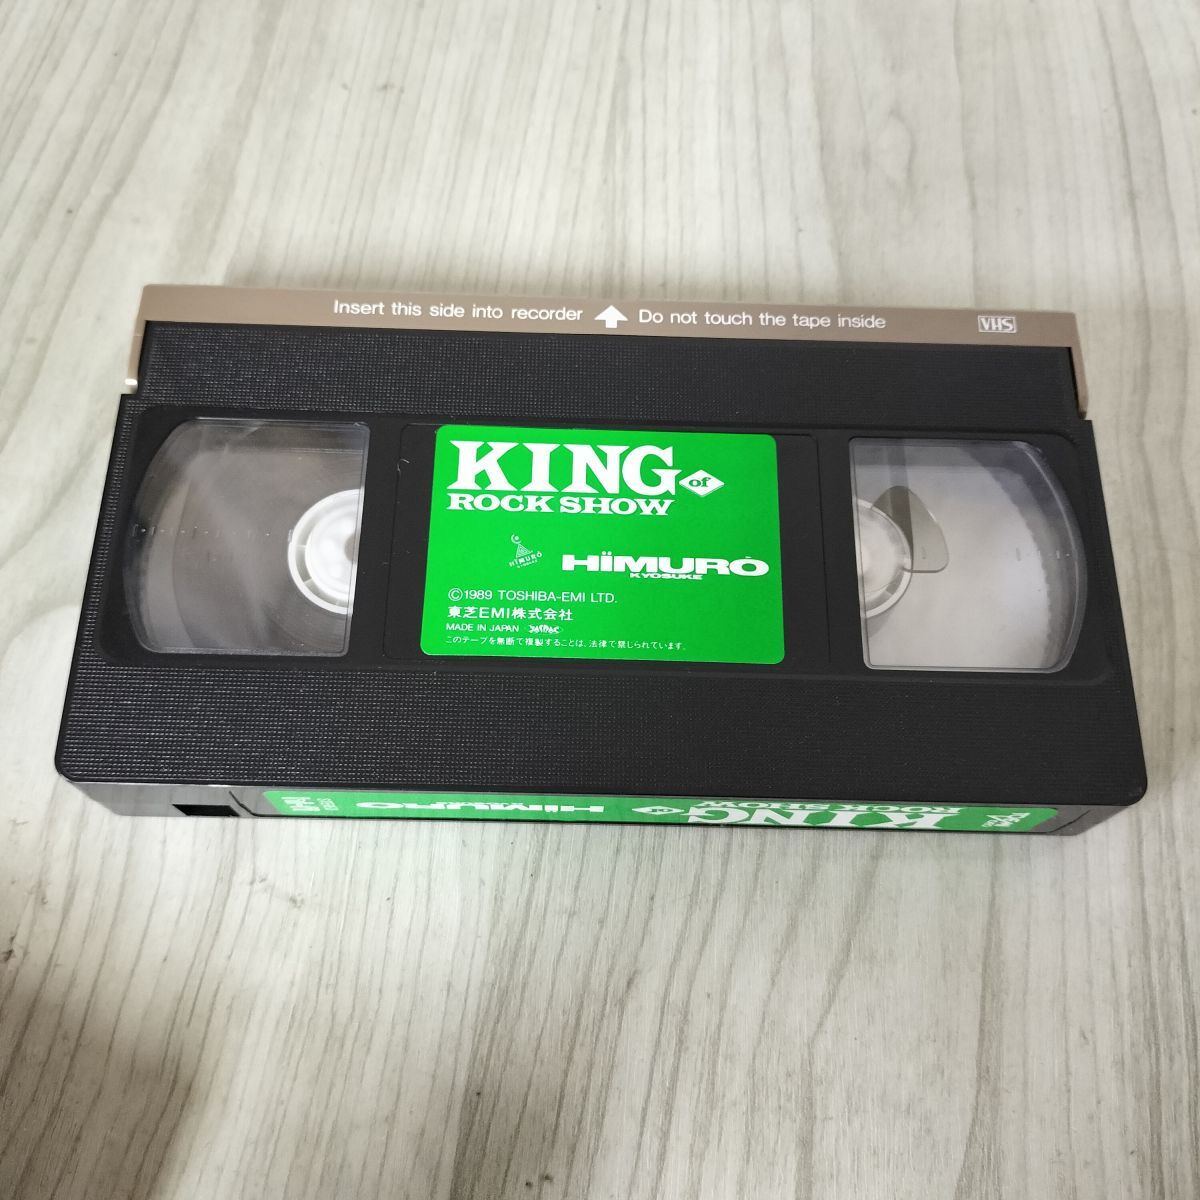 Insert this side into recorder Do not touch the tape inside VHS
KING of
ROCK SHOW
HIMURO
HiMURO
KYOSUKE
©1989 TOSHIBA-EMI LTD.
東芝EMI株式会社
MADE IN JAPAN
このテープを無断で複製することは、法律で禁じられています。
KING of
ROCK SHOW
HiMURO